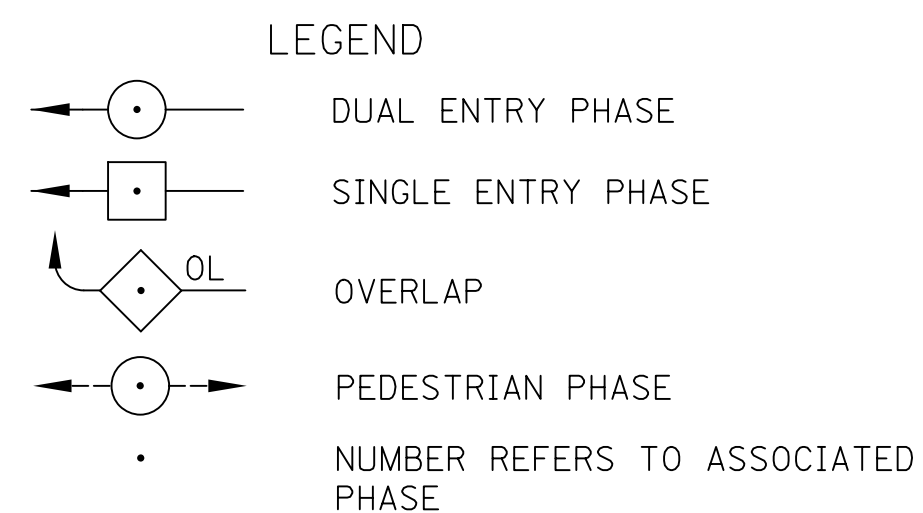 LEGEND
DUAL ENTRY PHASE
SINGLE ENTRY PHASE
OL
OVERLAP
PEDESTRIAN PHASE
NUMBER REFERS TO ASSOCIATED
PHASE